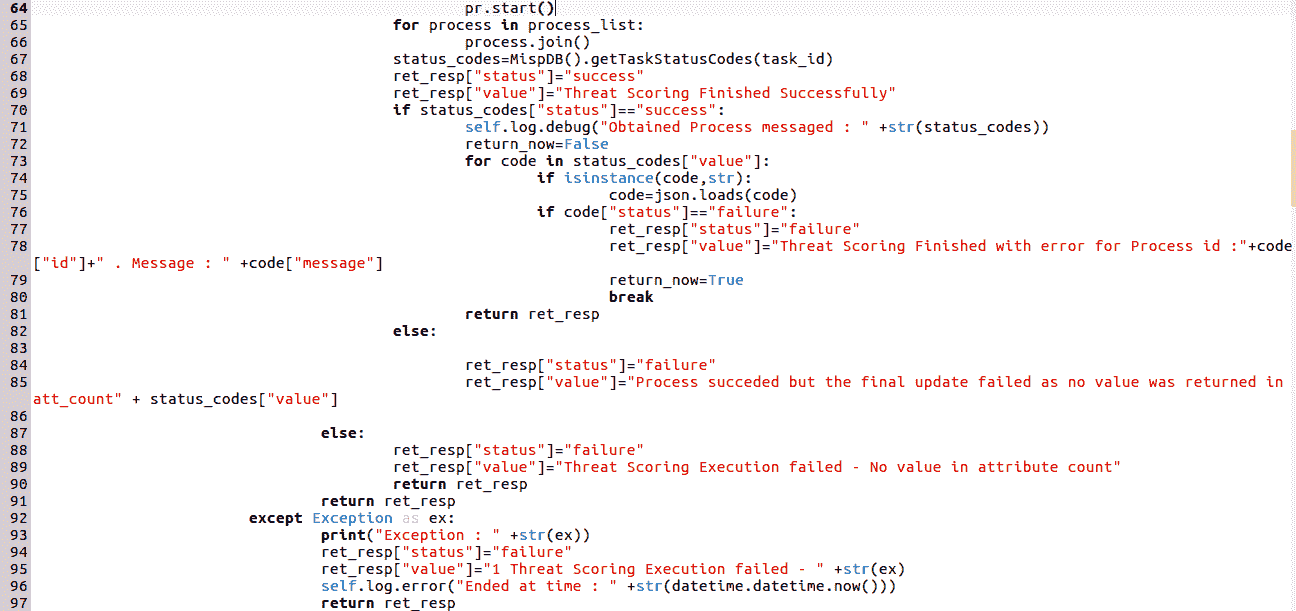 64 pr.start()
65 for process in process_list:
66 process.join()
67 status_codes=MispDB().getTaskStatusCodes(task_id)
68 ret_resp["status"]="success"
69 ret_resp["value"]="Threat Scoring Finished Successfully"
70 if status_codes["status"]=="success":
71 self.log.debug("Obtained Process messaged : " +str(status_codes))
72 return_now=False
73 for code in status_codes["value"]:
74 if isinstance(code,str):
75 code=json.loads(code)
76 if code["status"]=="failure":
77 ret_resp["status"]="failure"
78 ret_resp["value"]="Threat Scoring Finished with error for Process id :"+code
["id"]+" . Message : " +code["message"]
79 return_now=True
80 break
81 return ret_resp
82 else:
83
84 ret_resp["status"]="failure"
85 ret_resp["value"]="Process succeded but the final update failed as no value was returned in
att_count" + status_codes["value"]
86
87 else:
88 ret_resp["status"]="failure"
89 ret_resp["value"]="Threat Scoring Execution failed - No value in attribute count"
90 return ret_resp
91 return ret_resp
92 except Exception as ex:
93 print("Exception : " +str(ex))
94 ret_resp["status"]="failure"
95 ret_resp["value"]="1 Threat Scoring Execution failed - " +str(ex)
96 self.log.error("Ended at time : " +str(datetime.datetime.now()))
97 return ret_resp